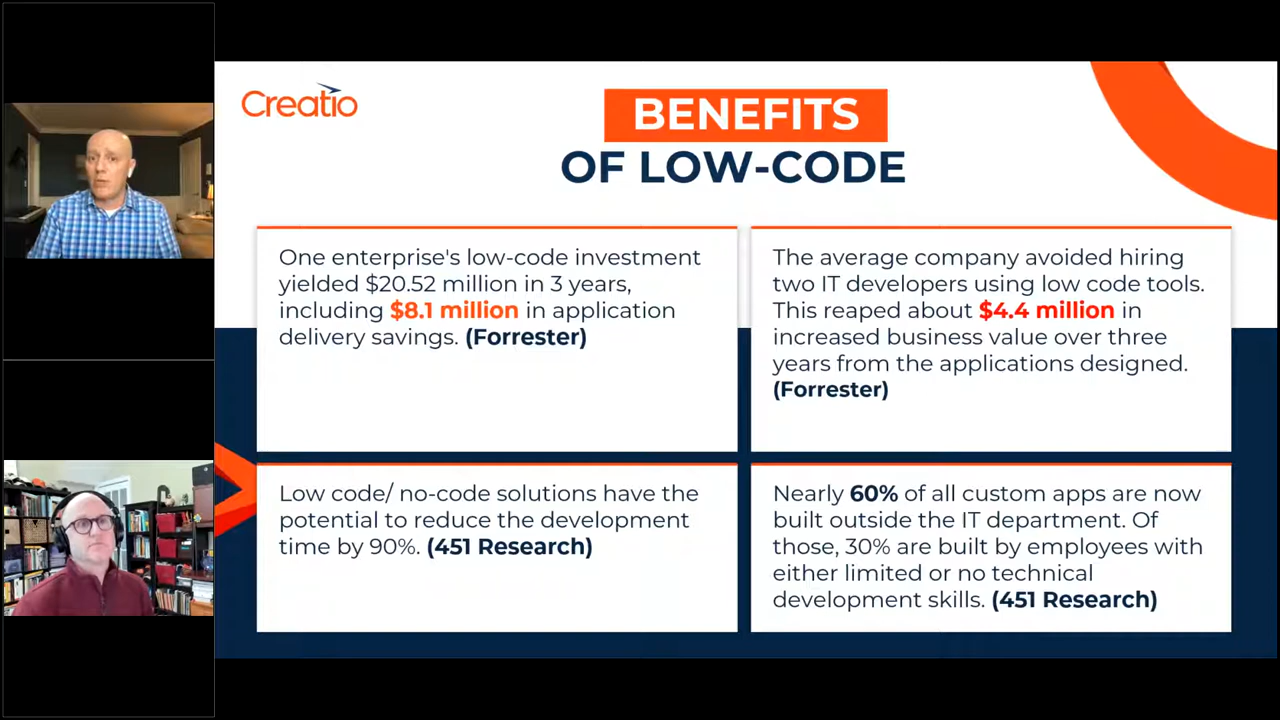 Creatio
BENEFITS
OF LOW-CODE
One enterprise's low-code investment
yielded $20.52 million in 3 years,
including $8.1 million in application
delivery savings. (Forrester)
The average company avoided hiring
two IT developers using low code tools.
This reaped about $4.4 million in
increased business value over three
years from the applications designed.
(Forrester)
Low code/ no-code solutions have the
potential to reduce the development
time by 90%. (451 Research)
Nearly 60% of all custom apps are now
built outside the IT department. Of
those, 30% are built by employees with
either limited or no technical
development skills. (451 Research)